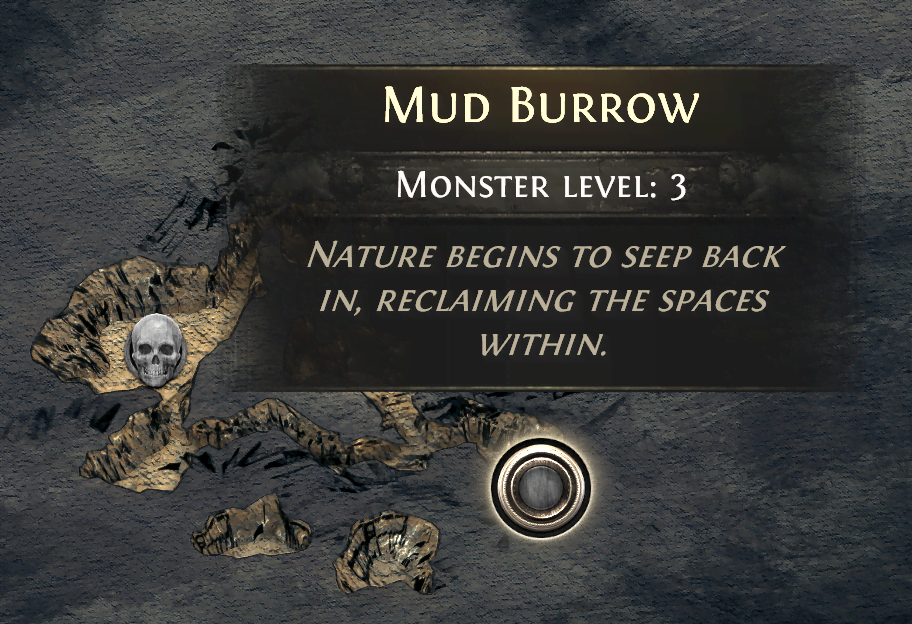 Mud Burrow
Monster level: 3
Nature begins to seep back
in, reclaiming the spaces
within.